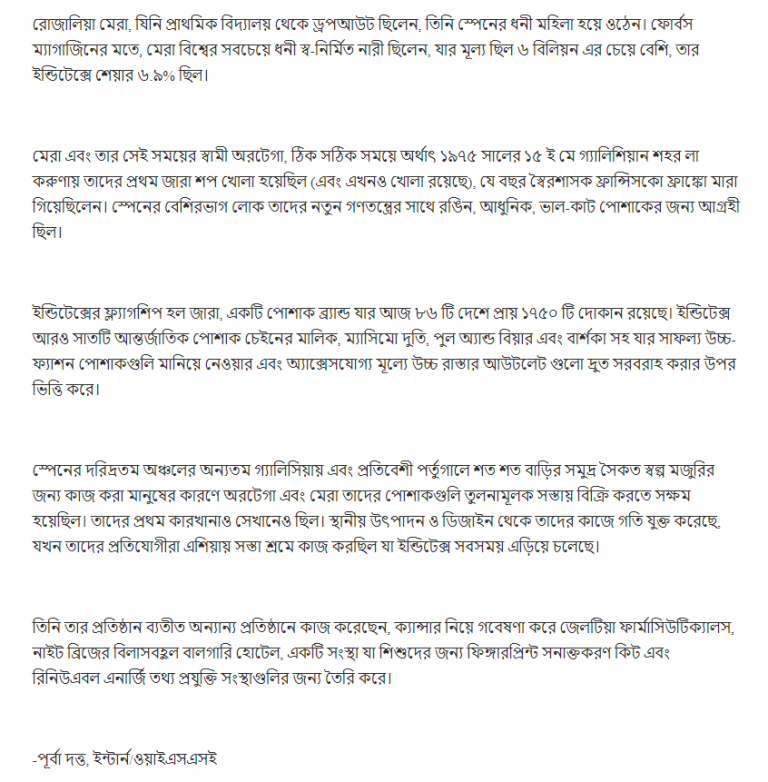 রোজালিয়া মেরা, যিনি প্রাথমিক বিদ্যালয় থেকে ড্রপআউট ছিলেন, তিনি স্পেনের ধনী মহিলা হয়ে ওঠেন। ফোর্বস
ম্যাগাজিনের মতে, মেরা বিশ্বের সবচেয়ে ধনী স্ব-নির্মিত নারী ছিলেন, যার মূল্য ছিল ৬ বিলিয়ন এর চেয়ে বেশি, তার
ইন্ডিটেক্সে শেয়ার ৬.৯% ছিল।
মেরা এবং তার সেই সময়ের স্বামী অরটেগা, ঠিক সঠিক সময়ে অর্থাৎ ১৯৭৫ সালের ১৫ ই মে গ্যালিশিয়ান শহর লা
করুণায় তাদের প্রথম জারা শপ খোলা হয়েছিল (এবং এখনও খোলা রয়েছে), যে বছর স্বৈরশাসক ফ্রান্সিসকো ফ্রাঙ্কো মারা
গিয়েছিলেন। স্পেনের বেশিরভাগ লোক তাদের নতুন গণতন্ত্রের সাথে রঙিন, আধুনিক, ভাল-কাট পোশাকের জন্য আগ্রহী
ছিল।
ইন্ডিটেক্সের ফ্ল্যাগশিপ হল জারা, একটি পোশাক ব্র্যান্ড যার আজ ৮৬ টি দেশে প্রায় ১৭৫০ টি দোকান রয়েছে। ইন্ডিটেক্স
আরও সাতটি আন্তর্জাতিক পোশাক চেইনের মালিক, ম্যাসিমো দুতি, পুল অ্যান্ড বিয়ার এবং বার্শকা সহ যার সাফল্য উচ্চ-
ফ্যাশন পোশাকগুলি মানিয়ে নেওয়ার এবং অ্যাক্সেসযোগ্য মূল্যে উচ্চ রাস্তার আউটলেট গুলো দ্রুত সরবরাহ করার উপর
ভিত্তি করে।
স্পেনের দরিদ্রতম অঞ্চলের অন্যতম গ্যালিসিয়ায় এবং প্রতিবেশী পর্তুগালে শত শত বাড়ির সমুদ্র সৈকত স্বল্প মজুরির
জন্য কাজ করা মানুষের কারণে অরটেগা এবং মেরা তাদের পোশাকগুলি তুলনামূলক সস্তায় বিক্রি করতে সক্ষম
হয়েছিল। তাদের প্রথম কারখানাও সেখানেও ছিল। স্থানীয় উৎপাদন ও ডিজাইন থেকে তাদের কাজে গতি যুক্ত করেছে,
যখন তাদের প্রতিযোগীরা এশিয়ায় সস্তা শ্রমে কাজ করছিল যা ইন্ডিটেক্স সবসময় এড়িয়ে চলেছে।
তিনি তার প্রতিষ্ঠান ব্যতীত অন্যান্য প্রতিষ্ঠানে কাজ করেছেন, ক্যান্সার নিয়ে গবেষণা করে জেলটিয়া ফার্মাসিউটিক্যালস,
নাইট ব্রিজের বিলাসবহুল বালগারি হোটেল, একটি সংস্থা যা শিশুদের জন্য ফিঙ্গারপ্রিন্ট সনাক্তকরণ কিট এবং
রিনিউএবল এনার্জি তথ্য প্রযুক্তি সংস্থাগুলির জন্য তৈরি করে।
-পূর্বা দত্ত, ইন্টার্ন/ওয়াইএসএসই